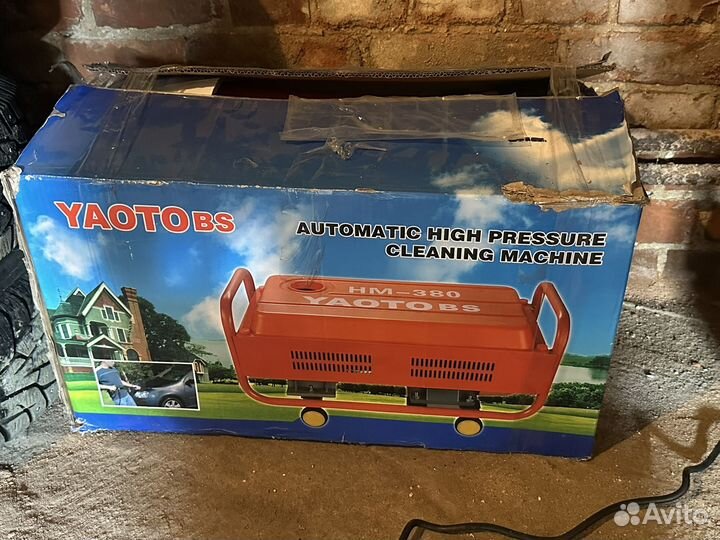 YAOTO BS
AUTOMATIC HIGH PRESSURE
CLEANING MACHINE
HM-380
YAOTO BS
Avito